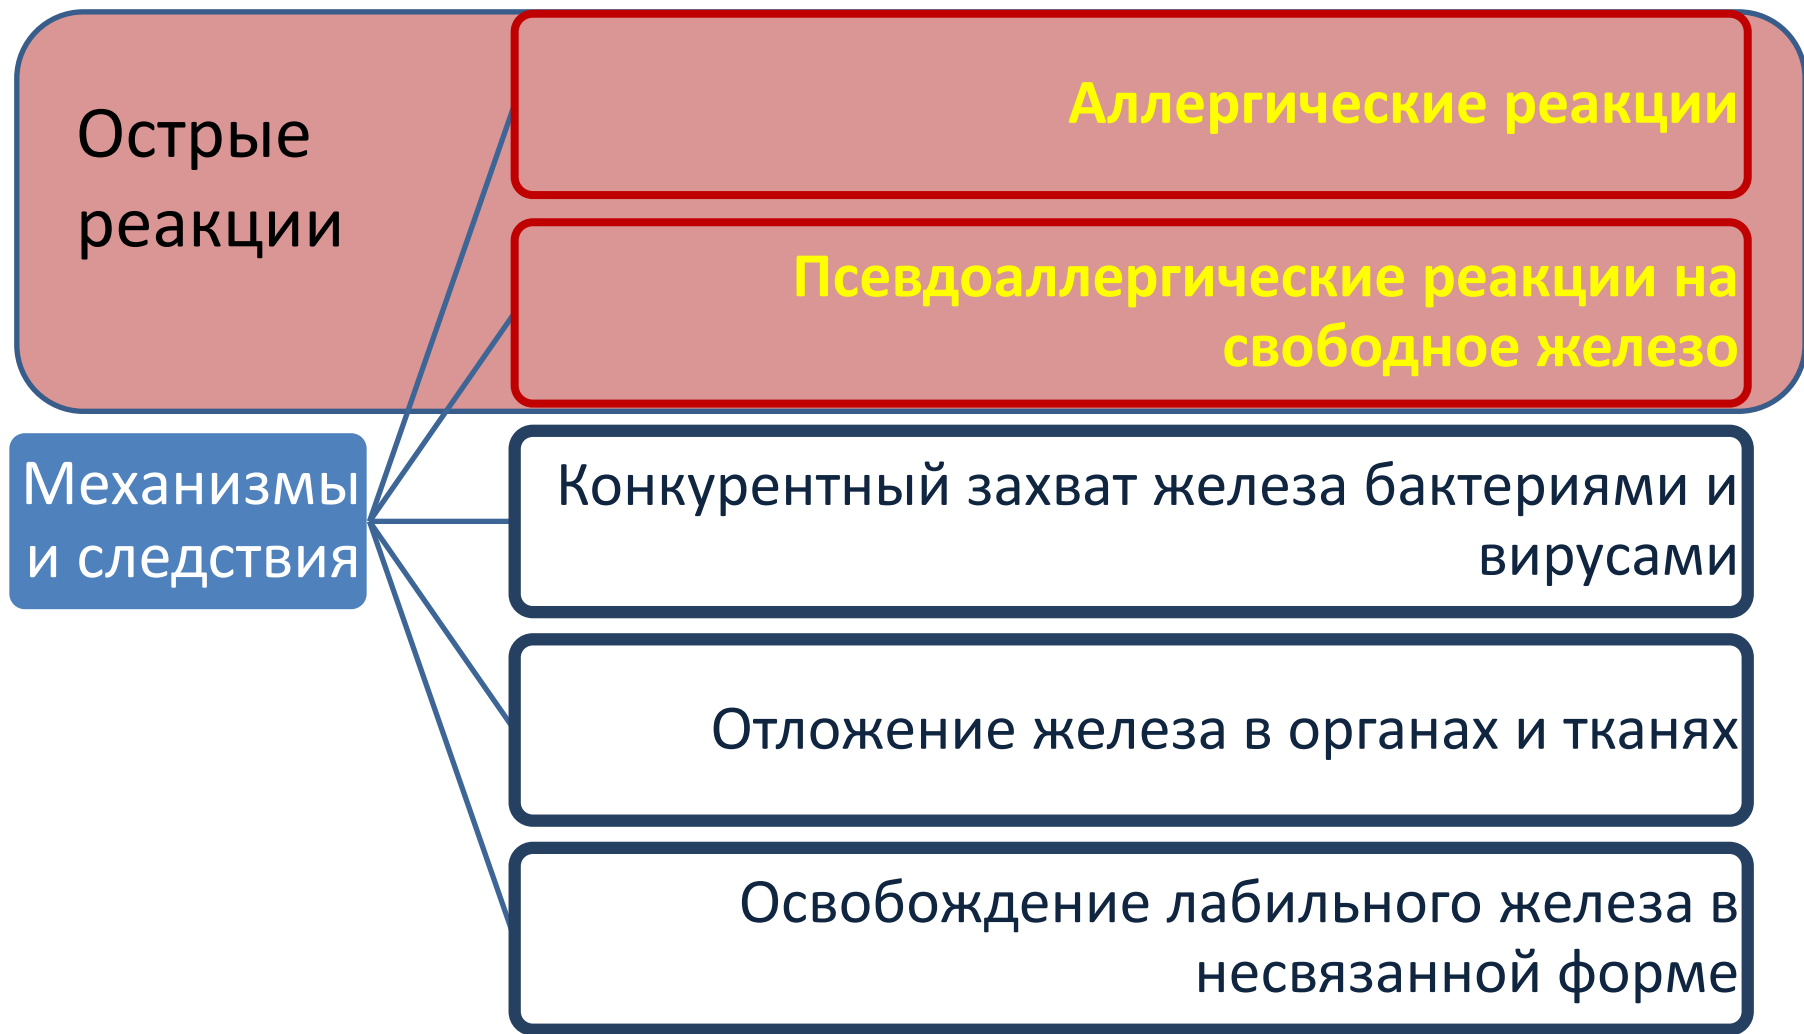 Острые
реакции
Аллергические реакции
Псевдоаллергические реакции на
свободное железо
Механизмы
и следствия
Конкурентный захват железа бактериями и
вирусами
Отложение железа в органах и тканях
Освобождение лабильного железа в
несвязанной форме